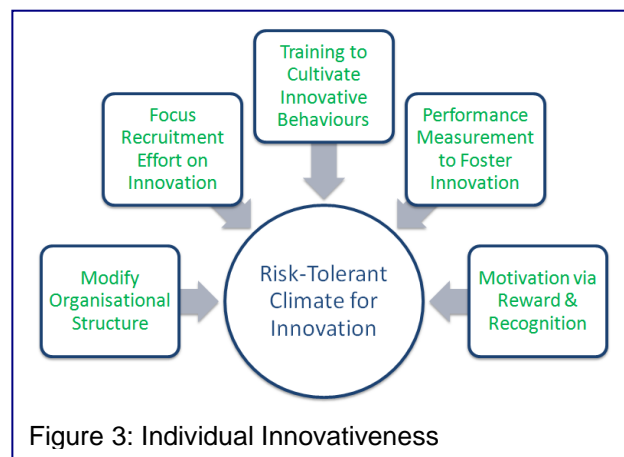 Training to
Cultivate
Innovative
Behaviours
Focus
Recruitment
Effort on
Innovation
Performance
Measurement
to Foster
Innovation
Modify
Organisational
Structure
Risk-Tolerant
Climate for
Innovation
Motivation via
Reward &
Recognition
Figure 3: Individual Innovativeness